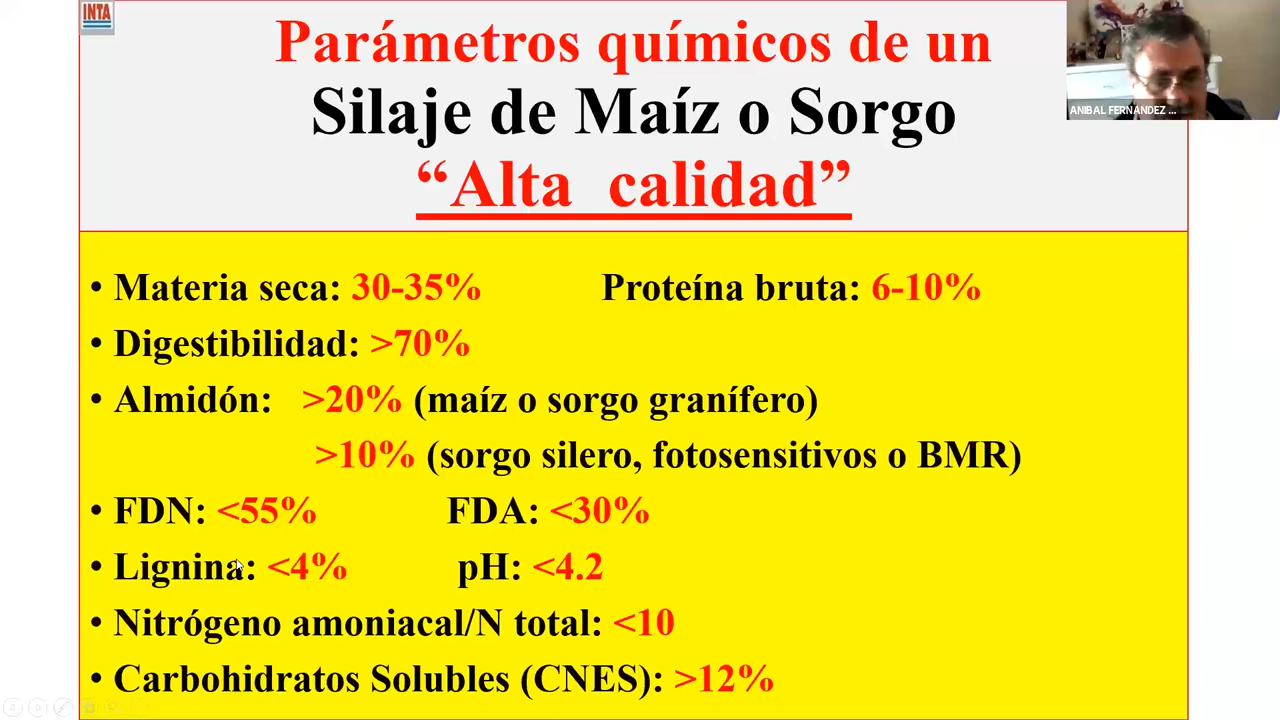 INTA
Parámetros químicos de un
Silaje de Maíz o Sorgo
“Alta calidad”
ANIBAL FERNANDEZ ...
• Materia seca: 30-35% Proteína bruta: 6-10%
• Digestibilidad: >70%
• Almidón: >20% (maíz o sorgo granífero)
>10% (sorgo silero, fotosensitivos o BMR)
• FDN: <55% FDA: <30%
• Lignina: <4% pH: <4.2
• Nitrógeno amoniacal/N total: <10
• Carbohidratos Solubles (CNES): >12%